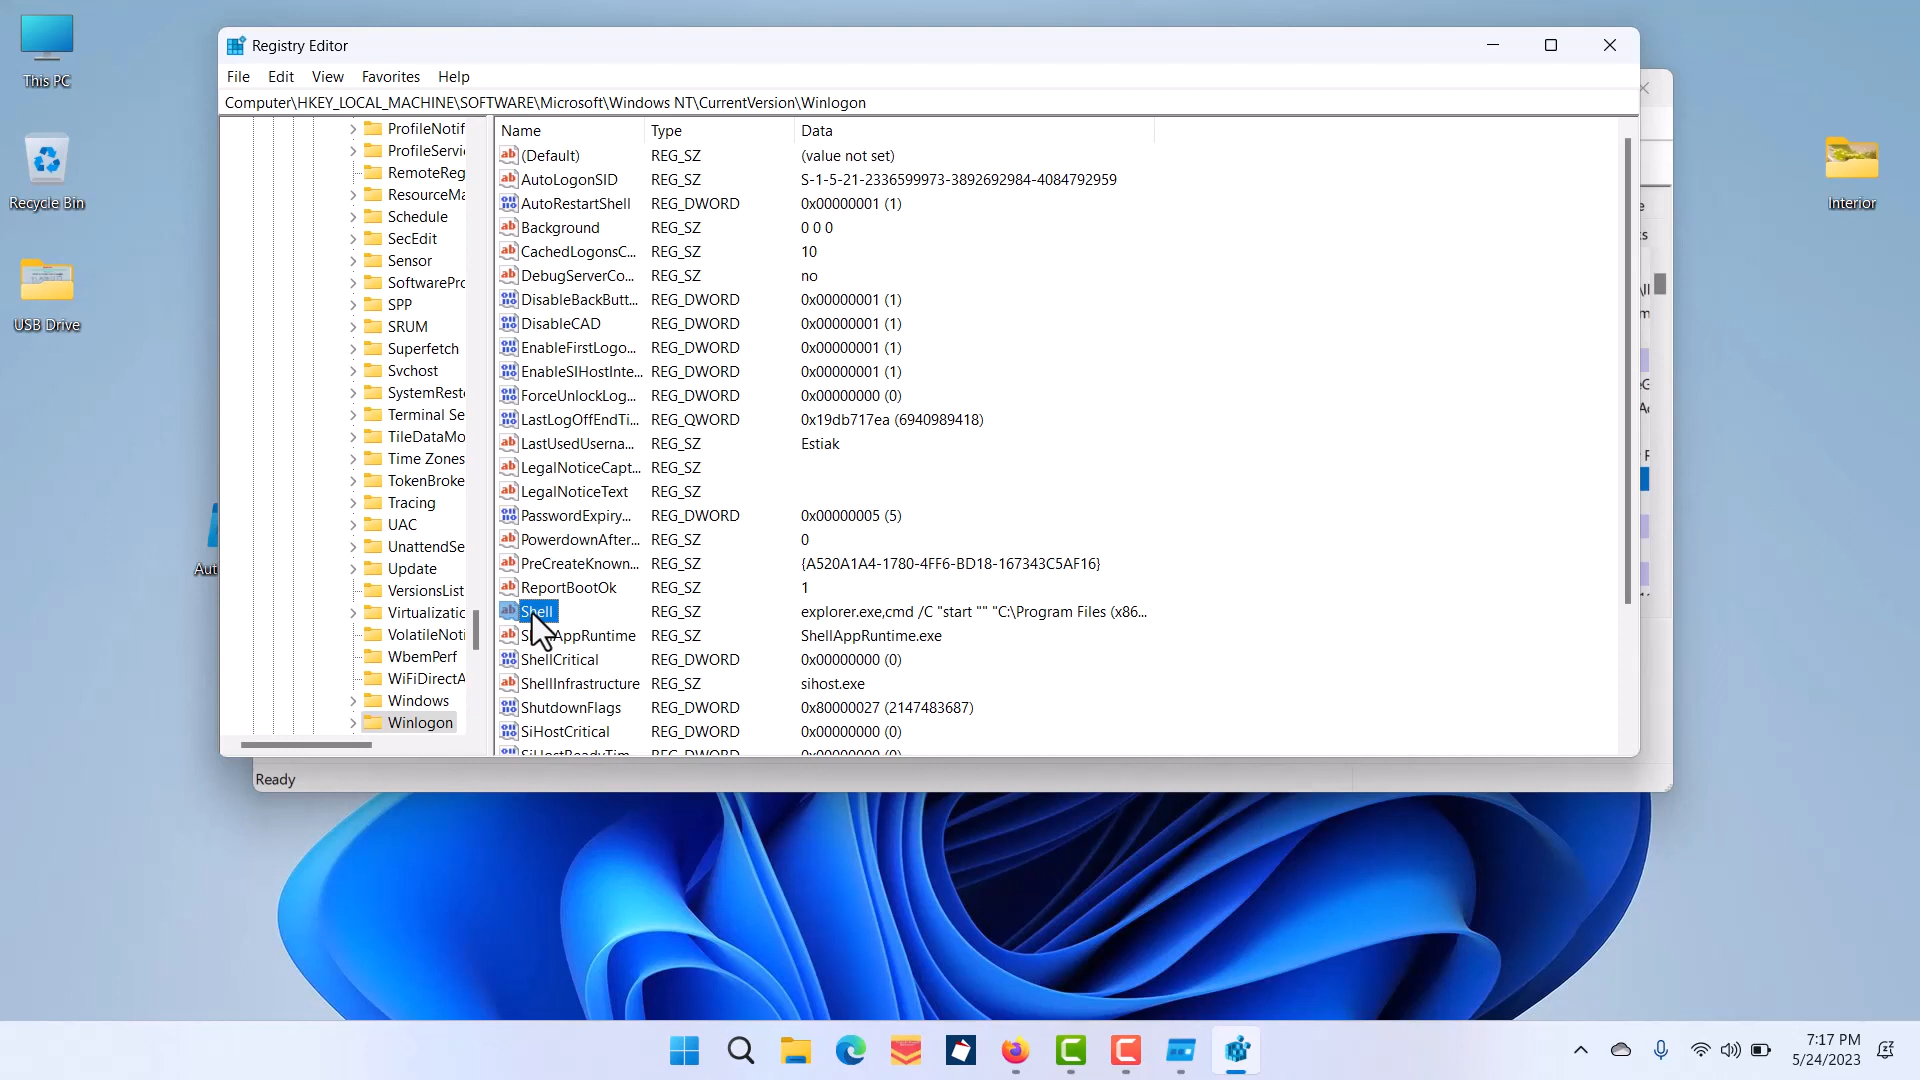 This PC
Recycle Bin
USB Drive
Interior
Registry Editor
File Edit View Favorites Help
Computer\HKEY_LOCAL_MACHINE\SOFTWARE\Microsoft\Windows NT\CurrentVersion\Winlogon
ProfileNotif
ProfileServi
RemoteReg
ResourceMa
Schedule
SecEdit
Sensor
SoftwarePro
SPP
SRUM
Superfetch
Svchost
SystemResto
Terminal Se
TileDataMo
Time Zones
TokenBroke
Tracing
UAC
UnattendSe
Update
VersionsList
Virtualizatio
VolatileNoti
WbemPerf
WiFiDirectA
Windows
Winlogon
Name Type Data
(Default) REG_SZ (value not set)
AutoLogonSID REG_SZ S-1-5-21-2336599973-3892692984-4084792959
AutoRestartShell REG_DWORD 0x00000001 (1)
Background REG_SZ 0 0 0
CachedLogonsC... REG_SZ 10
DebugServerCo... REG_SZ no
DisableBackButt... REG_DWORD 0x00000001 (1)
DisableCAD REG_DWORD 0x00000001 (1)
EnableFirstLogo... REG_DWORD 0x00000001 (1)
EnableSIHostInte... REG_DWORD 0x00000001 (1)
ForceUnlockLog... REG_DWORD 0x00000000 (0)
LastLogOffEndTi... REG_QWORD 0x19db717ea (6940989418)
LastUsedUserna... REG_SZ Estiak
LegalNoticeCapt... REG_SZ
LegalNoticeText REG_SZ
PasswordExpiry... REG_DWORD 0x00000005 (5)
PowerdownAfter... REG_SZ 0
PreCreateKnown... REG_SZ {A520A1A4-1780-4FF6-BD18-167343C5AF16}
ReportBootOk REG_SZ 1
Shell REG_SZ explorer.exe,cmd /C "start "" "C:\Program Files (x86...
ShellAppRuntime REG_SZ ShellAppRuntime.exe
ShellCritical REG_DWORD 0x00000000 (0)
ShellInfrastructure REG_SZ sihost.exe
ShutdownFlags REG_DWORD 0x80000027 (2147483687)
SiHostCritical REG_DWORD 0x00000000 (0)
SiHostReadyTim... REG_DWORD 0x00000000 (0)
Aut
Ready
7:17 PM
5/24/2023